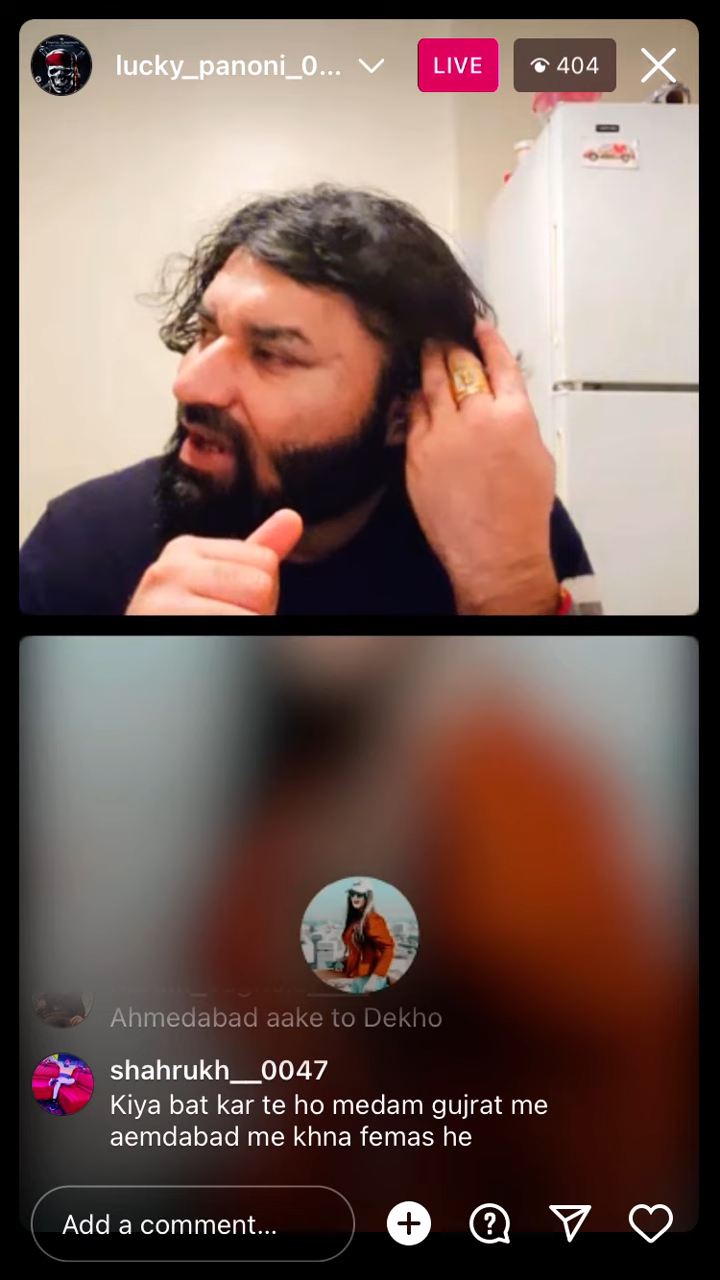 lucky_panoni_0...
LIVE
404
Ahmedabad aake to Dekho
shahrukh__0047
Kiya bat kar te ho medam gujrat me
aemdabad me khna femas he
Add a comment...